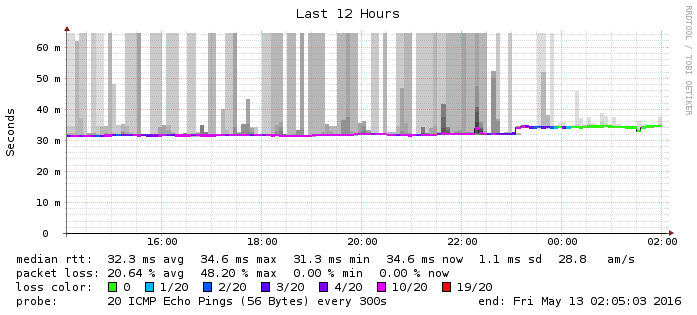 Last 12 Hours
RRDTOOL / TOBI OETIKER
Seconds
60 m
50 m
40 m
30 m
20 m
10 m
0
16:00 18:00 20:00 22:00 00:00 02:00
median rtt: 32.3 ms avg 34.6 ms max 31.3 ms min 34.6 ms now 1.1 ms sd 28.8 am/s
packet loss: 20.64 % avg 48.20 % max 0.00 % min 0.00 % now
loss color: 0 1/20 2/20 3/20 4/20 10/20 19/20
probe: 20 ICMP Echo Pings (56 Bytes) every 300s end: Fri May 13 02:05:03 2016